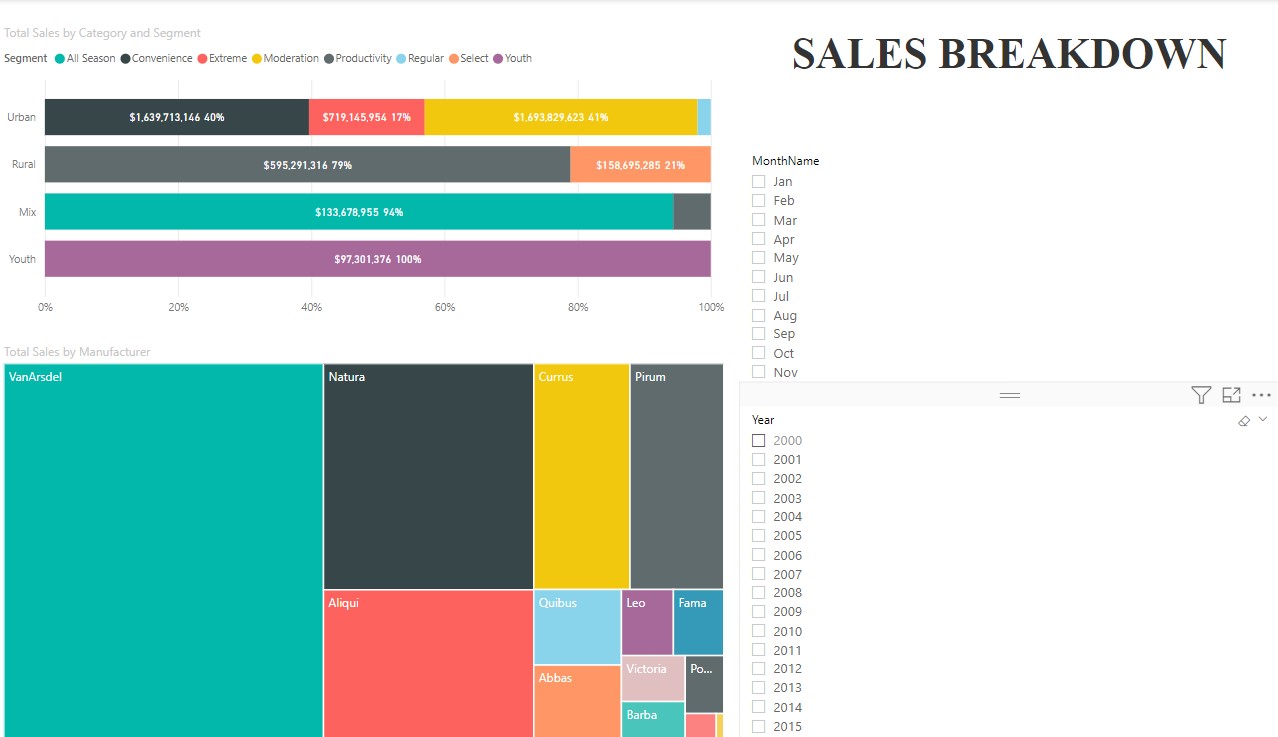 Total Sales by Category and Segment
Segment All Season Convenience Extreme Moderation Productivity Regular Select Youth
Urban $1,639,713,146 40% $719,145,954 17% $1,693,829,623 41%
Rural $595,291,316 79% $158,695,285 21%
Mix $133,678,955 94%
Youth $97,301,376 100%
0% 20% 40% 60% 80% 100%
Total Sales by Manufacturer
VanArsdel Natura Currus Pirum
Aliqui Quibus Leo Fama
Victoria Po...
Abbas
Barba
SALES BREAKDOWN
MonthName
Jan
Feb
Mar
Apr
May
Jun
Jul
Aug
Sep
Oct
Nov
Year
2000
2001
2002
2003
2004
2005
2006
2007
2008
2009
2010
2011
2012
2013
2014
2015